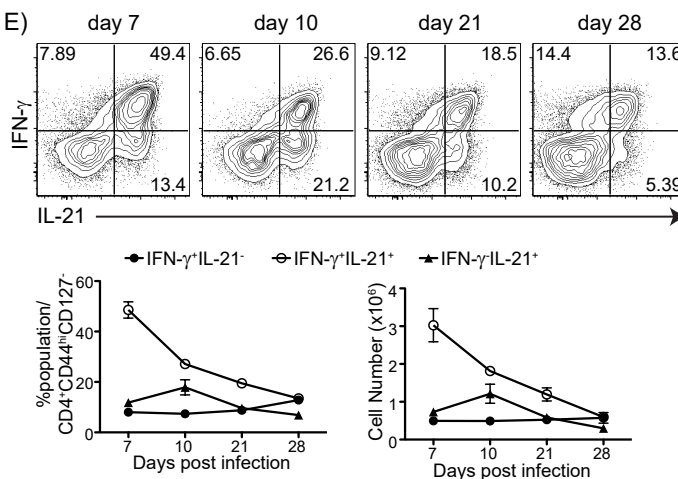 E)
day 7
day 10
day 21
day 28
7.89
49.4
13.4
6.65
26.6
21.2
9.12
18.5
10.2
14.4
13.6
5.39
IFN-γ
IL-21
IFN-γ⁺IL-21⁻
IFN-γ⁺IL-21⁺
IFN-γ⁻IL-21⁺
%population/
CD4⁺CD44ʰⁱCD127⁻
60
40
20
0
7
10
21
28
Days post infection
Cell Number (x10⁶)
4
3
2
1
0
7
10
21
28
Days post infection